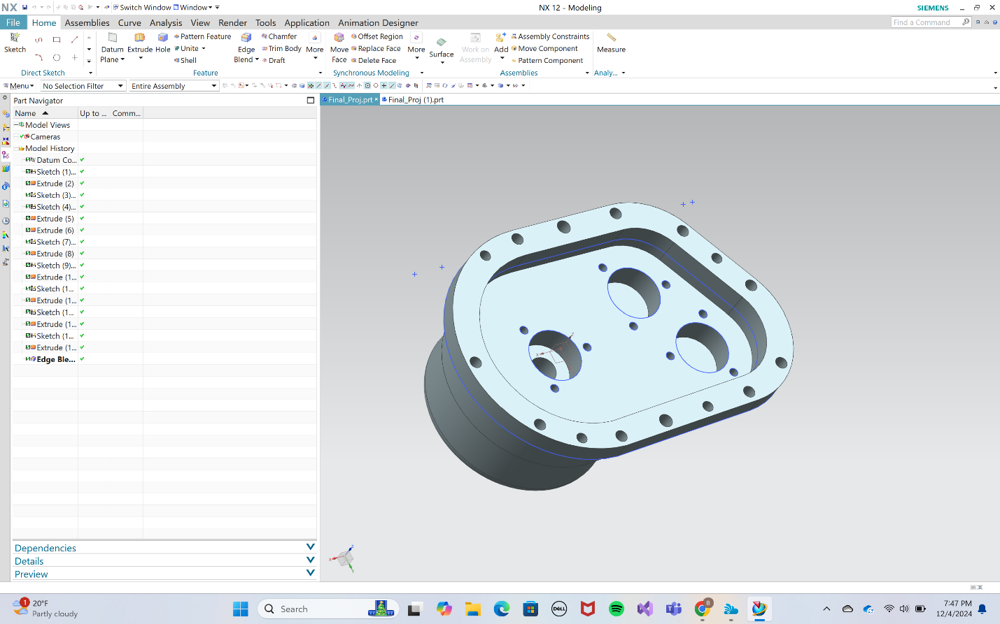 NX Switch Window Window NX 12 - Modeling SIEMENS
File Home Assemblies Curve Analysis View Render Tools Application Animation Designer Find a Command
Sketch Datum Plane Extrude Hole Pattern Feature Unite Shell Edge Blend Chamfer Trim Body Draft More Move Face Offset Region Replace Face Delete Face More Surface Work on Assembly Add Assembly Constraints Move Component Pattern Component Measure
Direct Sketch Feature Synchronous Modeling Assemblies Analy...
Menu No Selection Filter Entire Assembly
Part Navigator Final_Proj.prt Final_Proj (1).prt
Name Up to ... Comm...
Model Views
Cameras
Model History
Datum Co...
Sketch (1)...
Extrude (2)
Sketch (3)...
Sketch (4)...
Extrude (5)
Extrude (6)
Sketch (7)...
Extrude (8)
Sketch (9)...
Extrude (1...
Sketch (1...
Extrude (1...
Sketch (1...
Extrude (1...
Sketch (1...
Extrude (1...
Edge Ble...
Dependencies
Details
Preview
X Y Z
1 20°F
Partly cloudy
Search DELL B 7:47 PM
12/4/2024